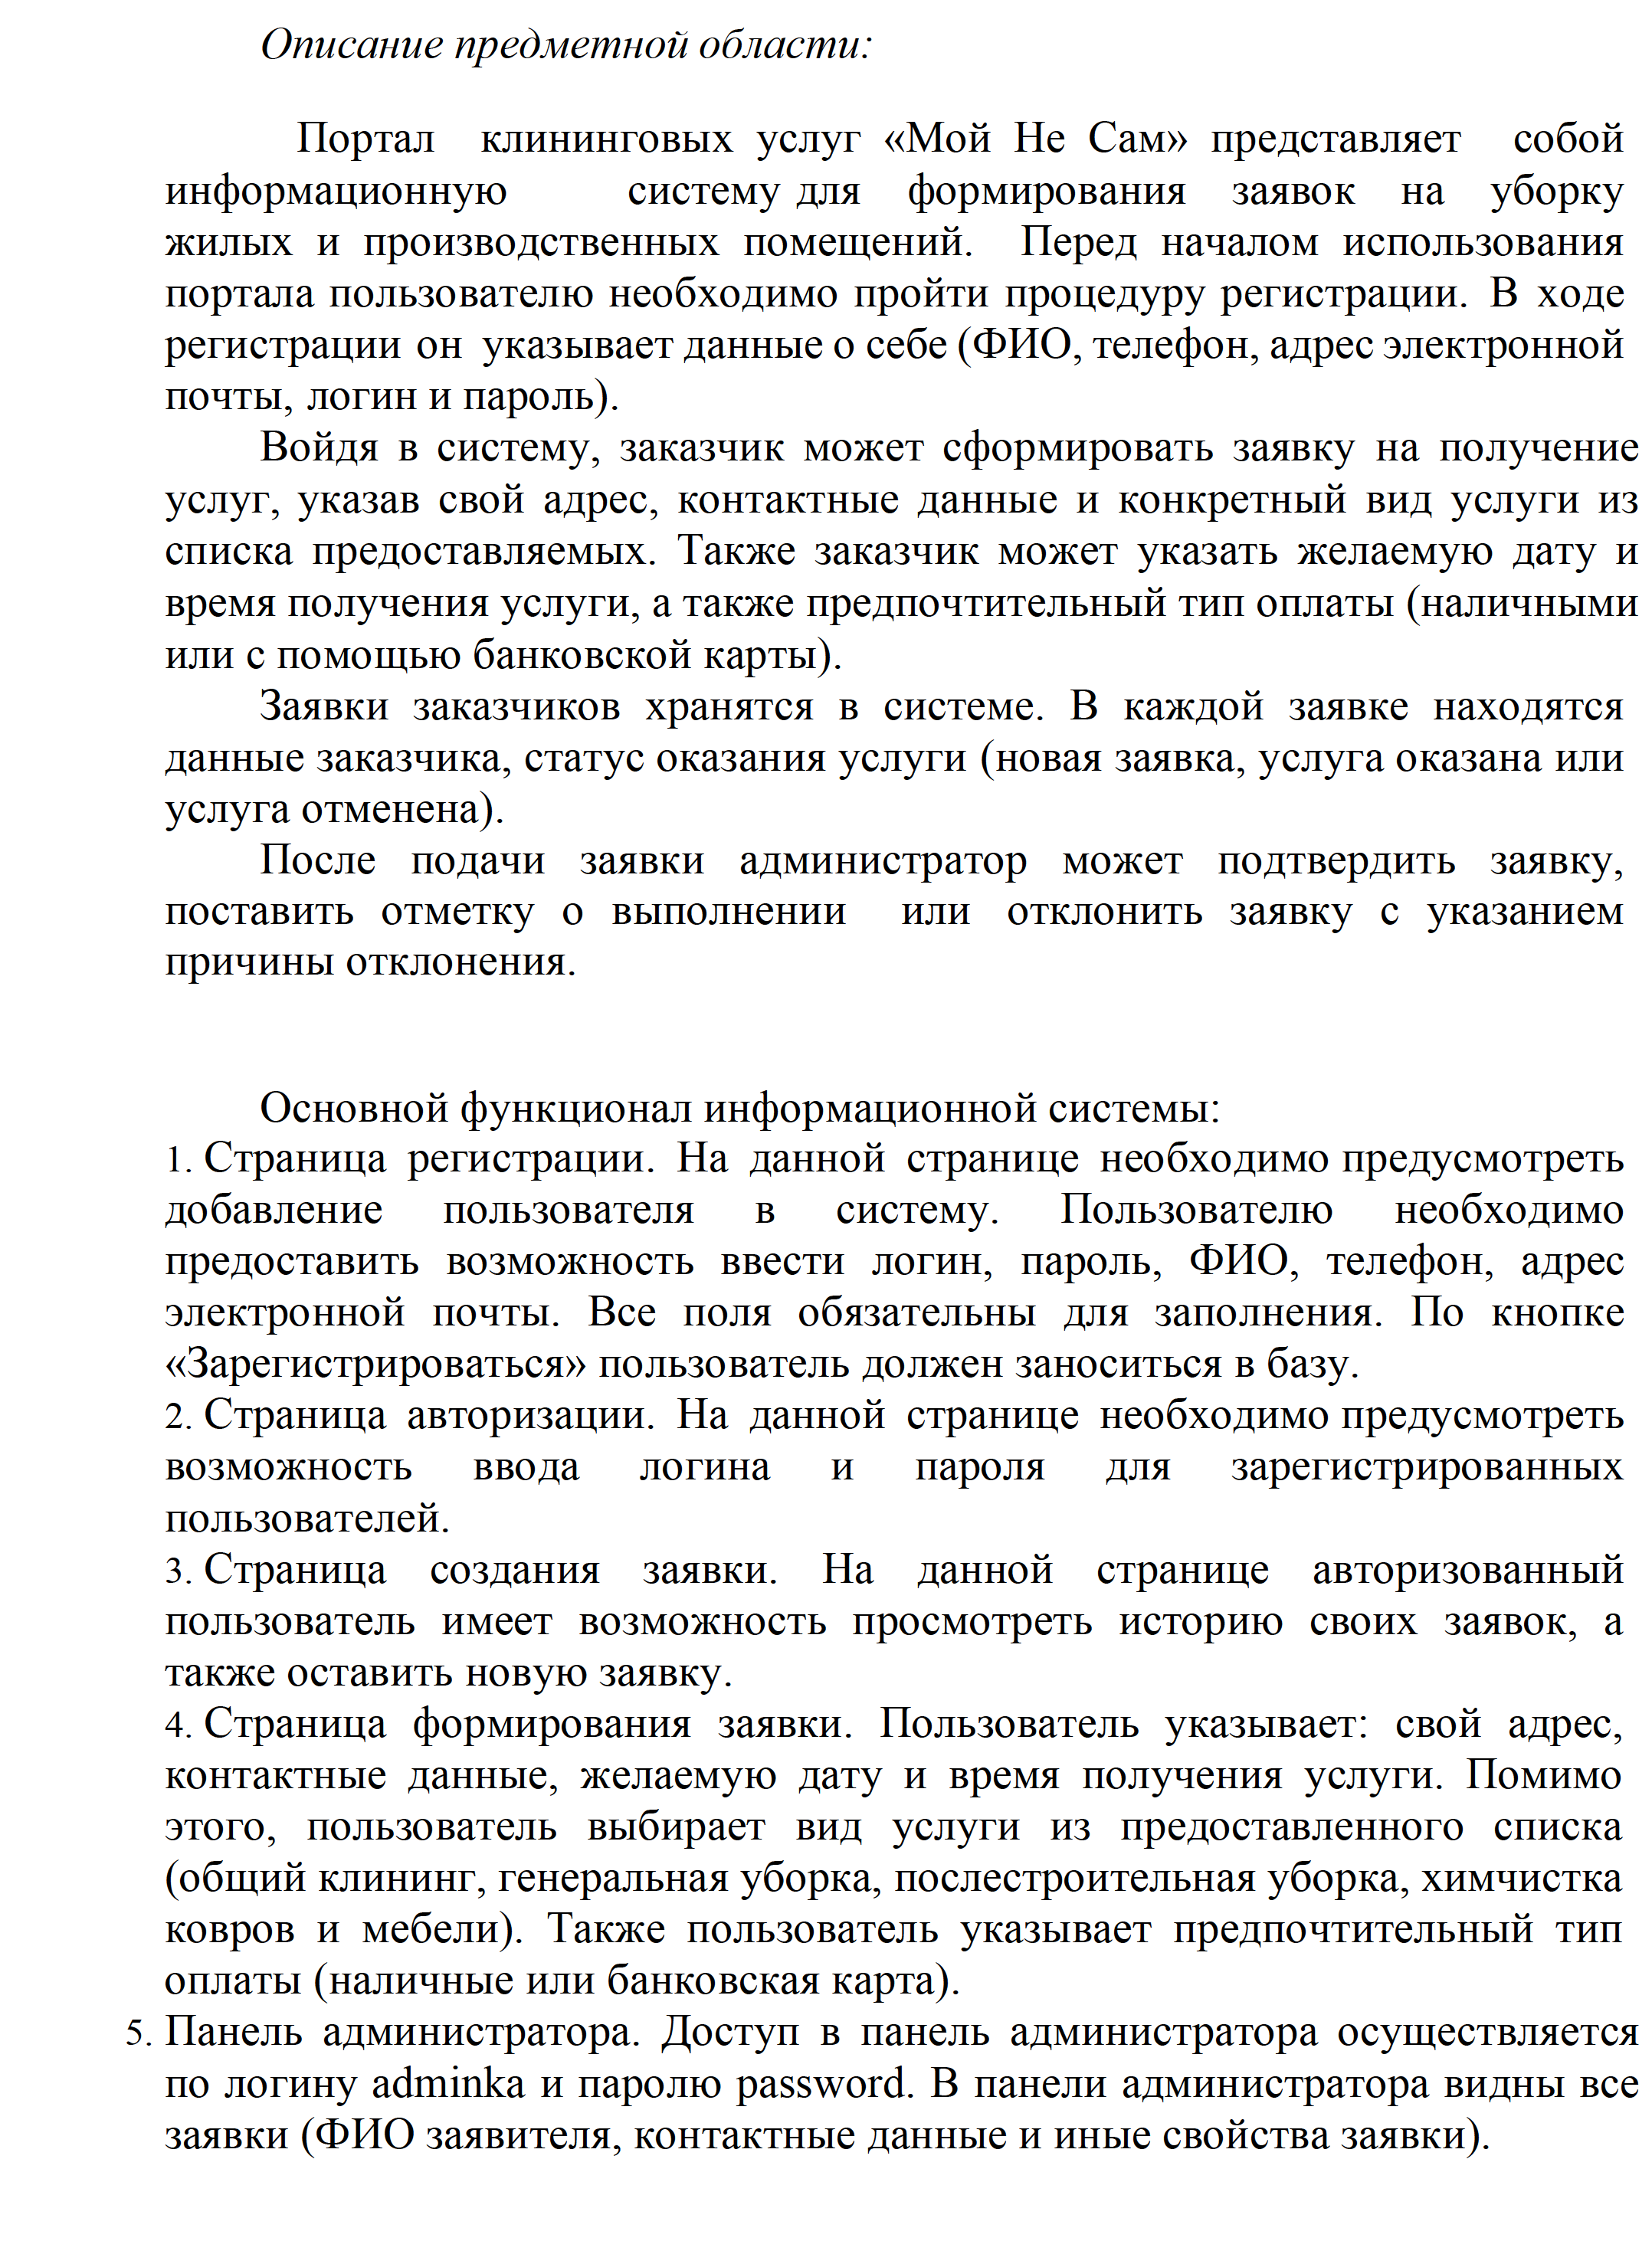 Описание предметной области:
Портал клининговых услуг «Мой Не Сам» представляет собой
информационную систему для формирования заявок на уборку
жилых и производственных помещений. Перед началом использования
портала пользователю необходимо пройти процедуру регистрации. В ходе
регистрации он указывает данные о себе (ФИО, телефон, адрес электронной
почты, логин и пароль).
Войдя в систему, заказчик может сформировать заявку на получение
услуг, указав свой адрес, контактные данные и конкретный вид услуги из
списка предоставляемых. Также заказчик может указать желаемую дату и
время получения услуги, а также предпочтительный тип оплаты (наличными
или с помощью банковской карты).
Заявки заказчиков хранятся в системе. В каждой заявке находятся
данные заказчика, статус оказания услуги (новая заявка, услуга оказана или
услуга отменена).
После подачи заявки администратор может подтвердить заявку,
поставить отметку о выполнении или отклонить заявку с указанием
причины отклонения.
Основной функционал информационной системы:
1. Страница регистрации. На данной странице необходимо предусмотреть
добавление пользователя в систему. Пользователю необходимо
предоставить возможность ввести логин, пароль, ФИО, телефон, адрес
электронной почты. Все поля обязательны для заполнения. По кнопке
«Зарегистрироваться» пользователь должен заноситься в базу.
2. Страница авторизации. На данной странице необходимо предусмотреть
возможность ввода логина и пароля для зарегистрированных
пользователей.
3. Страница создания заявки. На данной странице авторизованный
пользователь имеет возможность просмотреть историю своих заявок, а
также оставить новую заявку.
4. Страница формирования заявки. Пользователь указывает: свой адрес,
контактные данные, желаемую дату и время получения услуги. Помимо
этого, пользователь выбирает вид услуги из предоставленного списка
(общий клининг, генеральная уборка, послестроительная уборка, химчистка
ковров и мебели). Также пользователь указывает предпочтительный тип
оплаты (наличные или банковская карта).
5. Панель администратора. Доступ в панель администратора осуществляется
по логину adminka и паролю password. В панели администратора видны все
заявки (ФИО заявителя, контактные данные и иные свойства заявки).